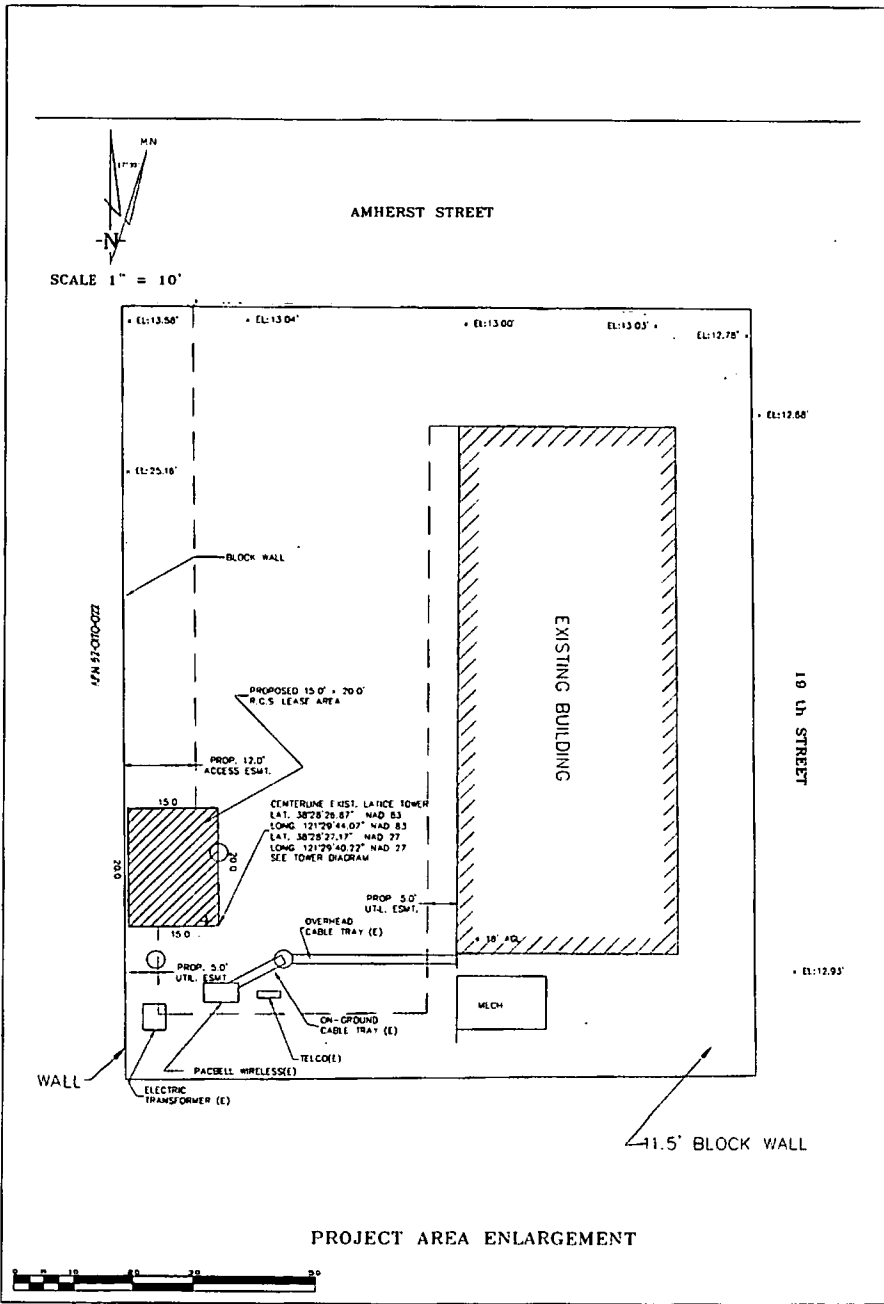 M.N
17°30'
N
AMHERST STREET
SCALE 1" = 10'
EL:13.58'
EL:13.04'
EL:13.00'
EL:13.03'
EL:12.78'
EL:12.68'
EL:25.16'
BLOCK WALL
EXISTING BUILDING
19 th STREET
PROPOSED 15.0' x 20.0'
R.C.S LEASE AREA
PROP. 12.0'
ACCESS ESMT.
15.0
CENTERLINE EXIST. LATICE TOWER
LAT. 38°28'26.87" NAD 83
LONG 121°29'44.07" NAD 83
LAT. 38°28'27.17" NAD 27
LONG 121°29'40.22" NAD 27
SEE TOWER DIAGRAM
20.0
20.0
15.0
PROP 5.0'
UTIL. ESMT.
OVERHEAD
CABLE TRAY (E)
18' AGL
PROP. 5.0'
UTIL. ESMT
EL:12.93'
MECH
ON-GROUND
CABLE TRAY (E)
TELCO(E)
PACBELL WIRELESS(E)
WALL
ELECTRIC
TRANSFORMER (E)
11.5' BLOCK WALL
PROJECT AREA ENLARGEMENT
0 5 10 20 30 50